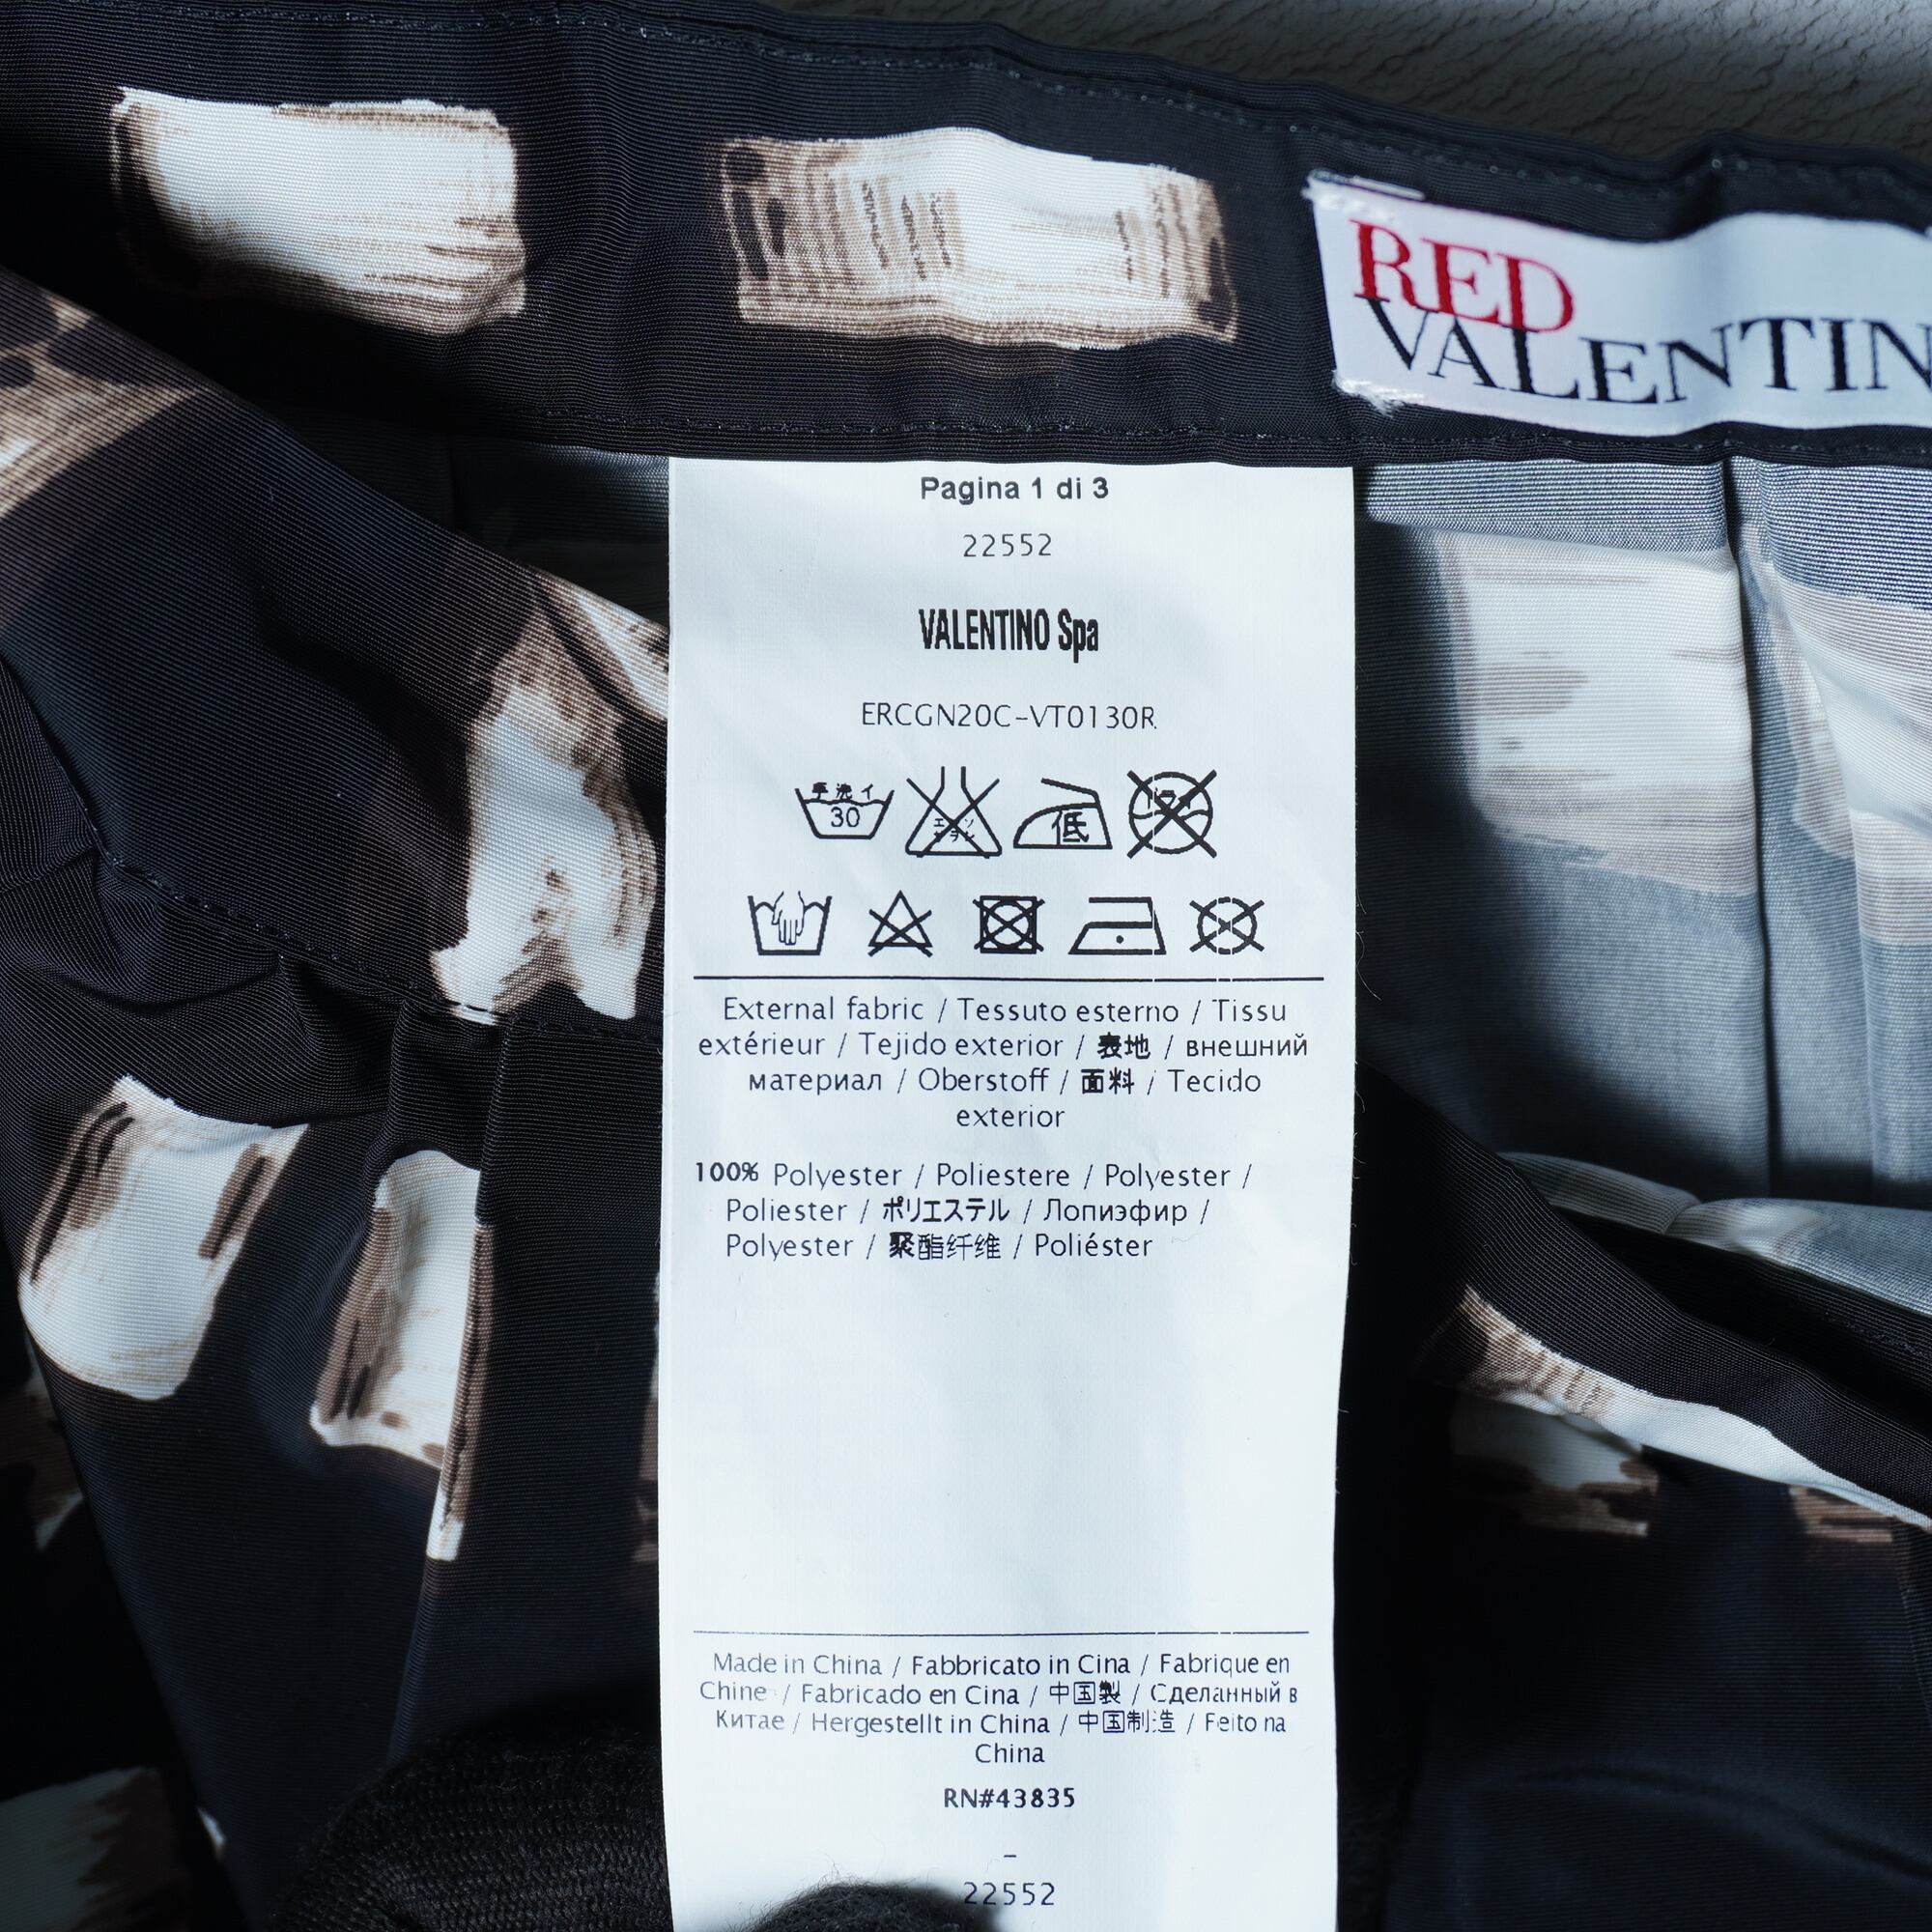 RED
VALENTIN
Pagina 1 di 3
22552
VALENTINO Spa
ERCGN20C-VT0130R
手洗イ
30
エンソ
低
External fabric / Tessuto esterno / Tissu
extérieur / Tejido exterior / 表地 / внешний
материал / Oberstoff / 面料 / Tecido
exterior
100% Polyester / Poliestere / Polyester /
Poliester / ポリエステル / Лопиэфир /
Polyester / 聚酯纤维 / Poliéster
Made in China / Fabbricato in Cina / Fabrique en
Chine / Fabricado en Cina / 中国製 / Сделанный в
Китае / Hergestellt in China / 中国制造 / Feito na
China
RN#43835
-
22552